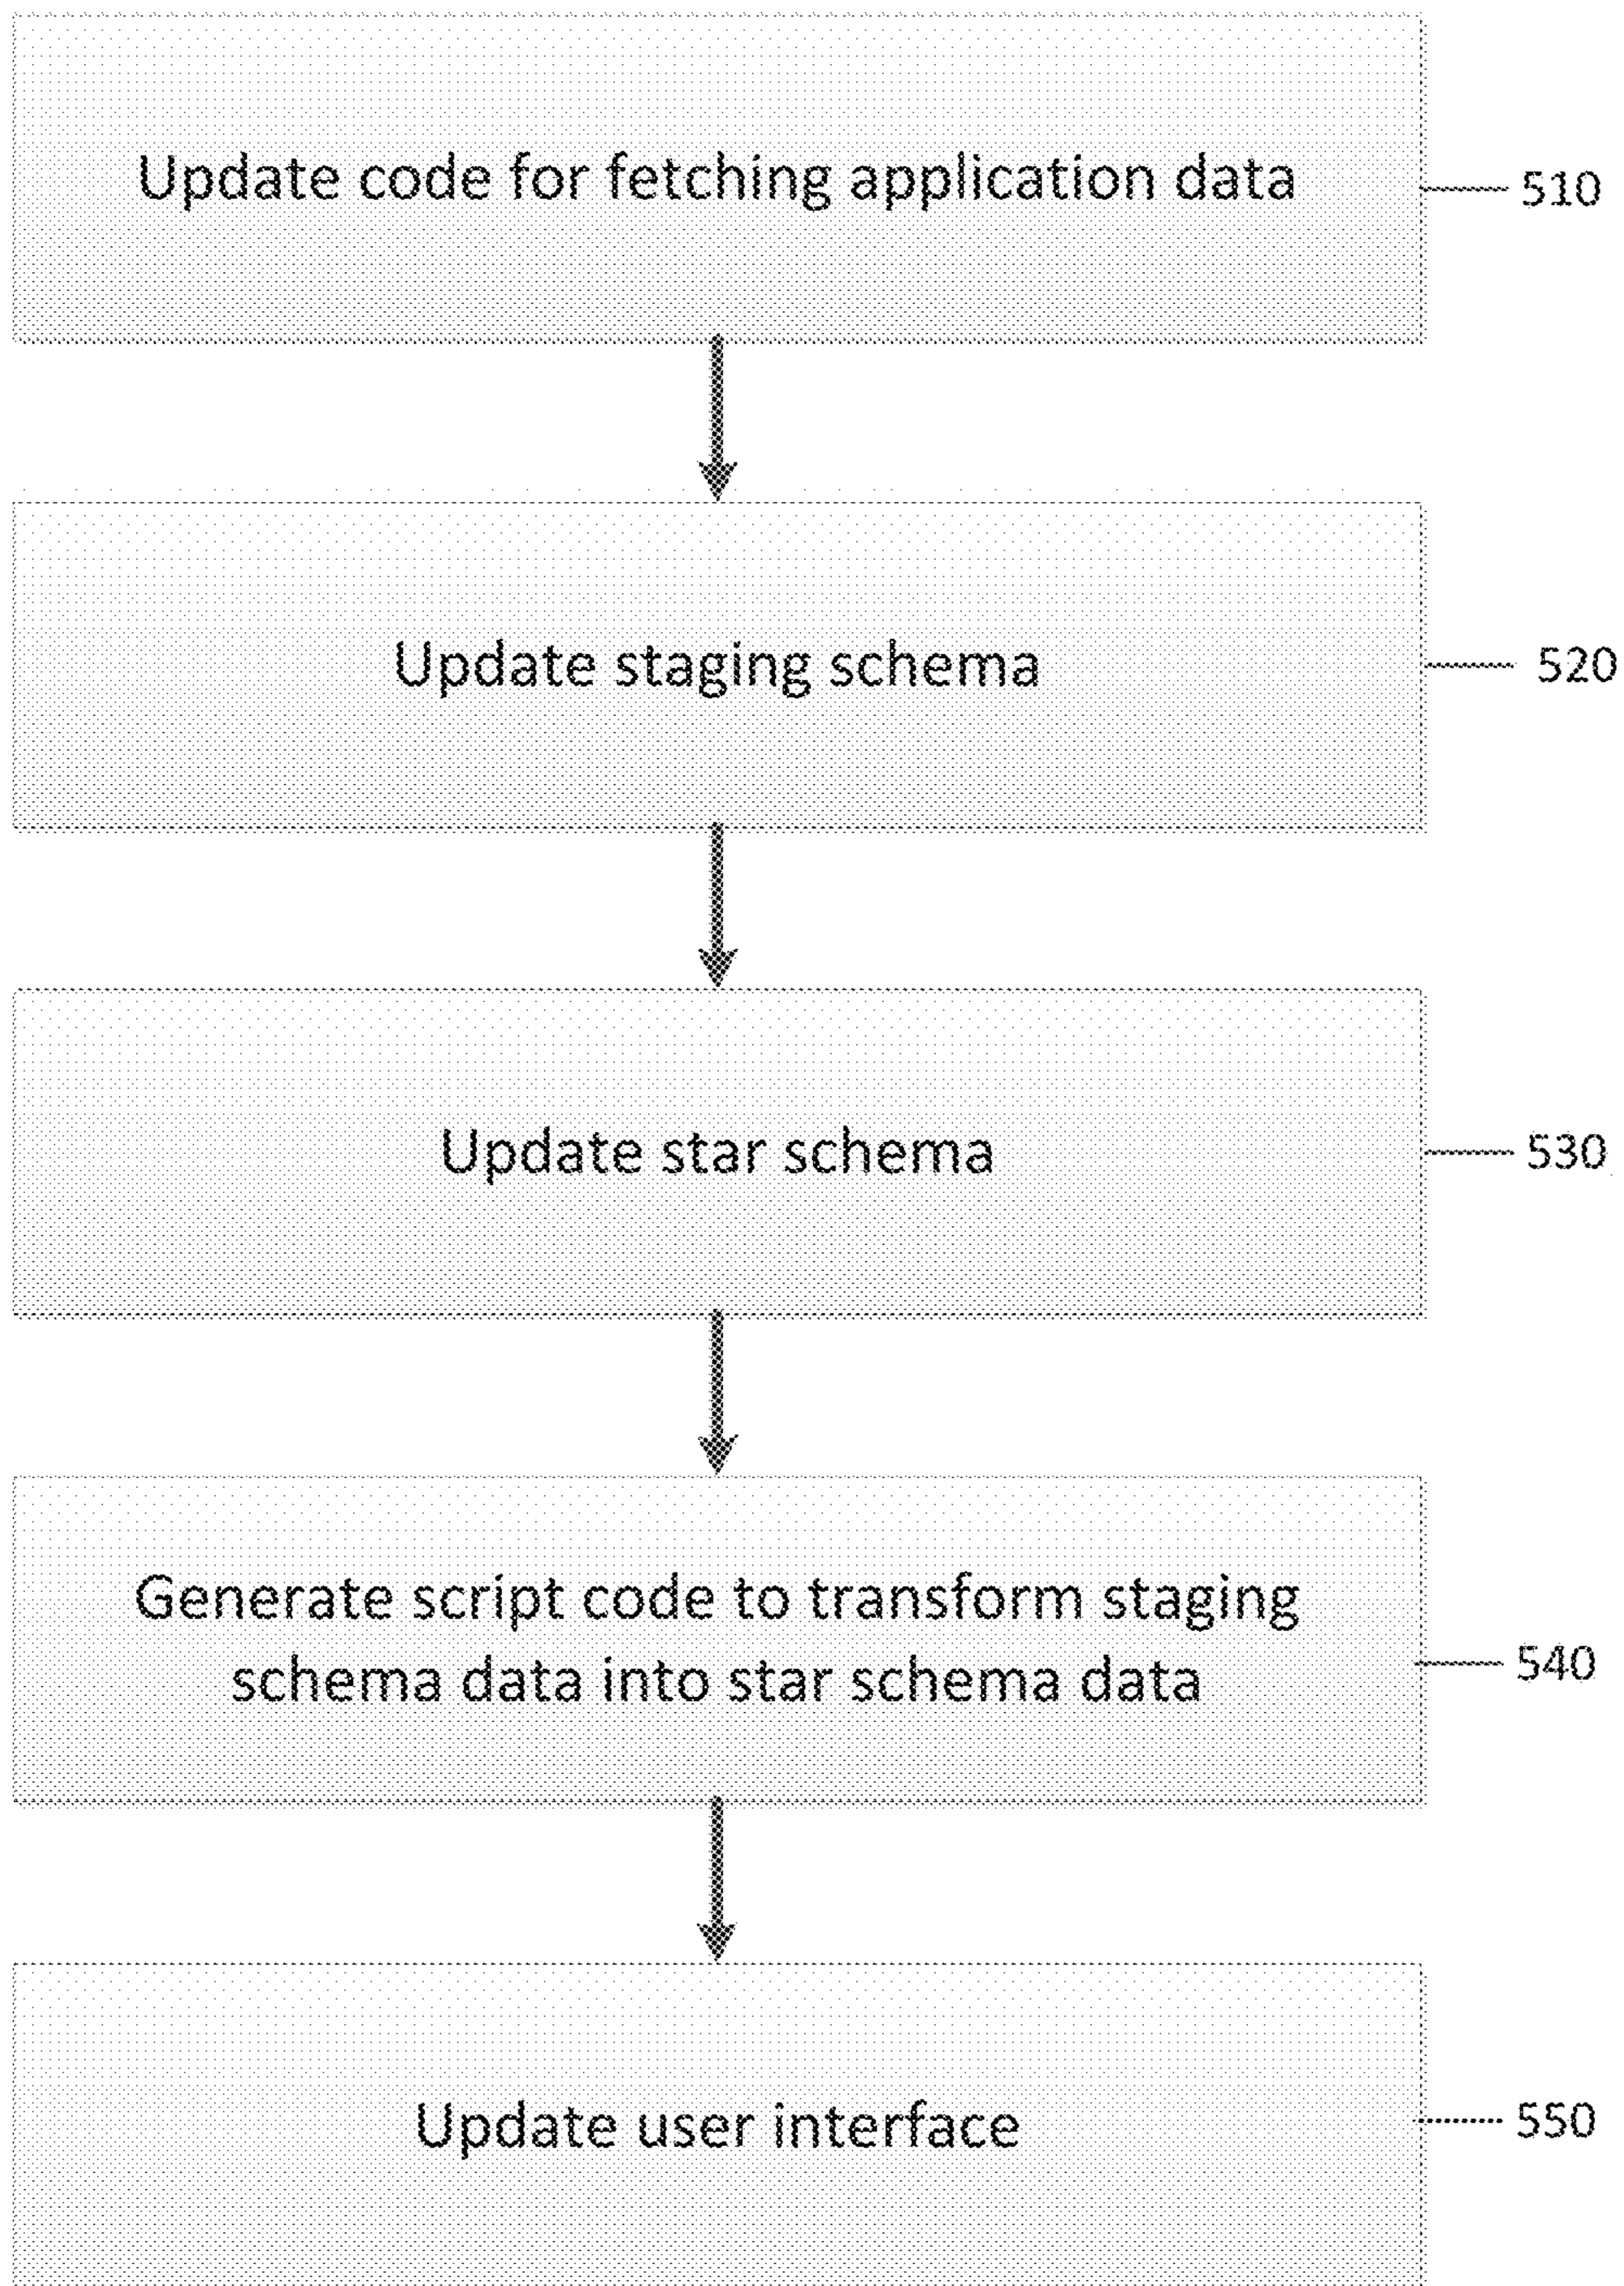 Update code for fetching application data
510
Update staging schema
520
Update star schema
530
Generate script code to transform staging
schema data into star schema data
540
Update user interface
550